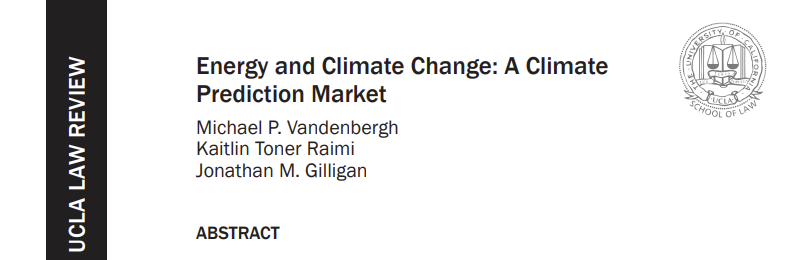 UCLA LAW REVIEW
Energy and Climate Change: A Climate
Prediction Market
Michael P. Vandenbergh
Kaitlin Toner Raimi
Jonathan M. Gilligan
ABSTRACT
THE UNIVERSITY OF CALIFORNIA
UCLA
SCHOOL OF LAW